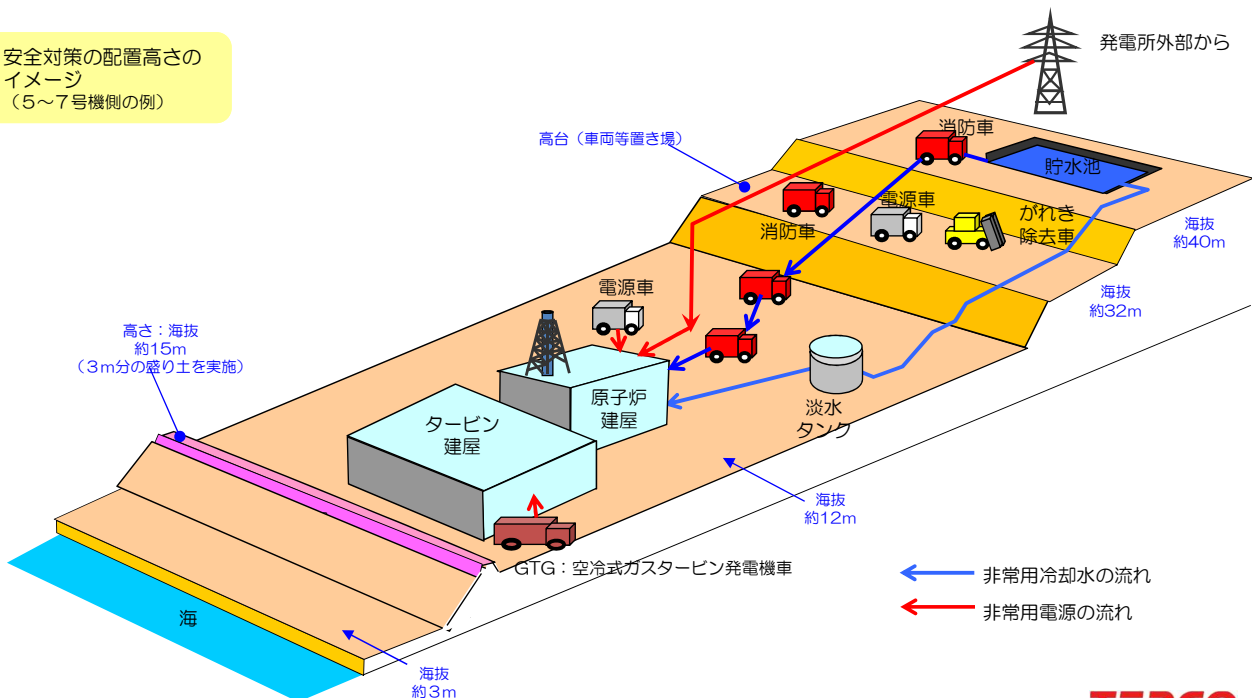 安全対策の配置高さの
イメージ
（５～７号機側の例）
発電所外部から
消防車
高台（車両等置き場）
貯水池
電源車
がれき
除去車
消防車
海抜
約40m
海抜
約32m
電源車
高さ：海抜
約15m
（３ｍ分の盛り土を実施）
原子炉
建屋
タービン
建屋
淡水
タンク
海抜
約12m
GTG：空冷式ガスタービン発電機車
非常用冷却水の流れ
非常用電源の流れ
海
海抜
約３m